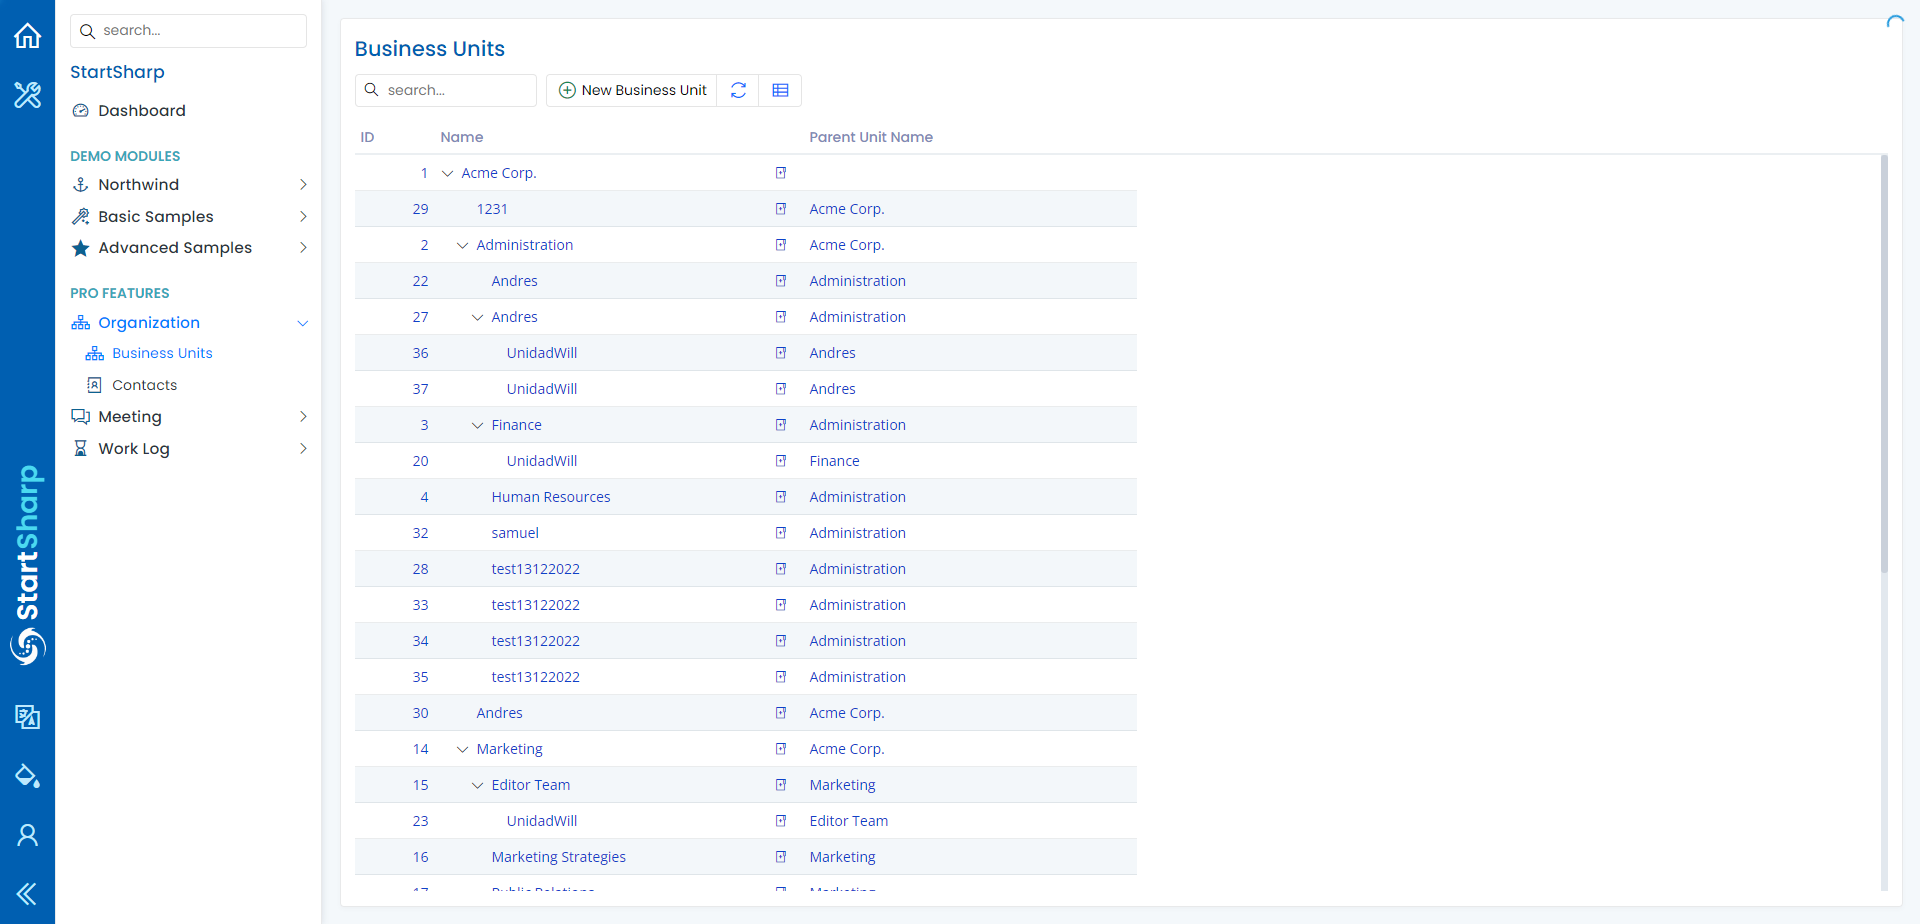 search...
StartSharp
Dashboard
DEMO MODULES
Northwind
Basic Samples
Advanced Samples
PRO FEATURES
Organization
Business Units
Contacts
Meeting
Work Log
StartSharp
Business Units
search...
New Business Unit
ID Name Parent Unit Name
1 Acme Corp.
29 1231 Acme Corp.
2 Administration Acme Corp.
22 Andres Administration
27 Andres Administration
36 UnidadWill Andres
37 UnidadWill Andres
3 Finance Administration
20 UnidadWill Finance
4 Human Resources Administration
32 samuel Administration
28 test13122022 Administration
33 test13122022 Administration
34 test13122022 Administration
35 test13122022 Administration
30 Andres Acme Corp.
14 Marketing Acme Corp.
15 Editor Team Marketing
23 UnidadWill Editor Team
16 Marketing Strategies Marketing
17 Public Relations Marketing